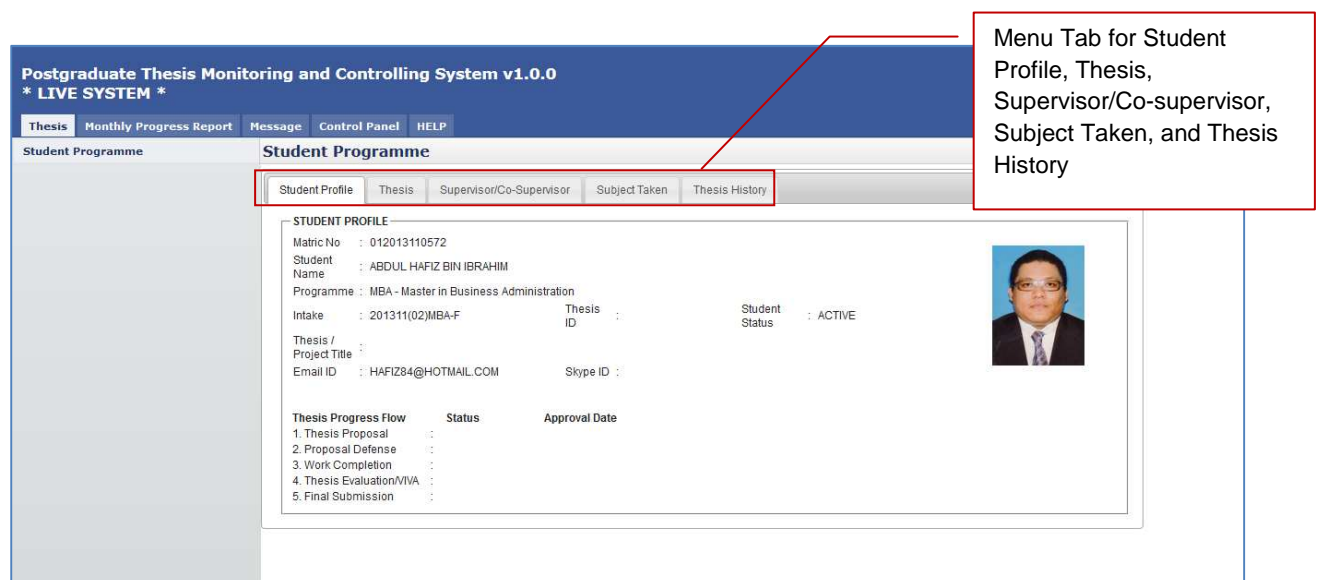 Menu Tab for Student
Profile, Thesis,
Supervisor/Co-supervisor,
Subject Taken, and Thesis
History
Postgraduate Thesis Monitoring and Controlling System v1.0.0
* LIVE SYSTEM *
Thesis Monthly Progress Report Message Control Panel HELP
Student Programme
Student Programme
Student Profile Thesis Supervisor/Co-Supervisor Subject Taken Thesis History
STUDENT PROFILE
Matric No : 012013110572
Student Name : ABDUL HAFIZ BIN IBRAHIM
Programme : MBA - Master in Business Administration
Intake : 201311(02)MBA-F Thesis ID : Student Status : ACTIVE
Thesis / Project Title :
Email ID : HAFIZ84@HOTMAIL.COM Skype ID :
Thesis Progress Flow Status Approval Date
1. Thesis Proposal :
2. Proposal Defense :
3. Work Completion :
4. Thesis Evaluation/VIVA :
5. Final Submission :